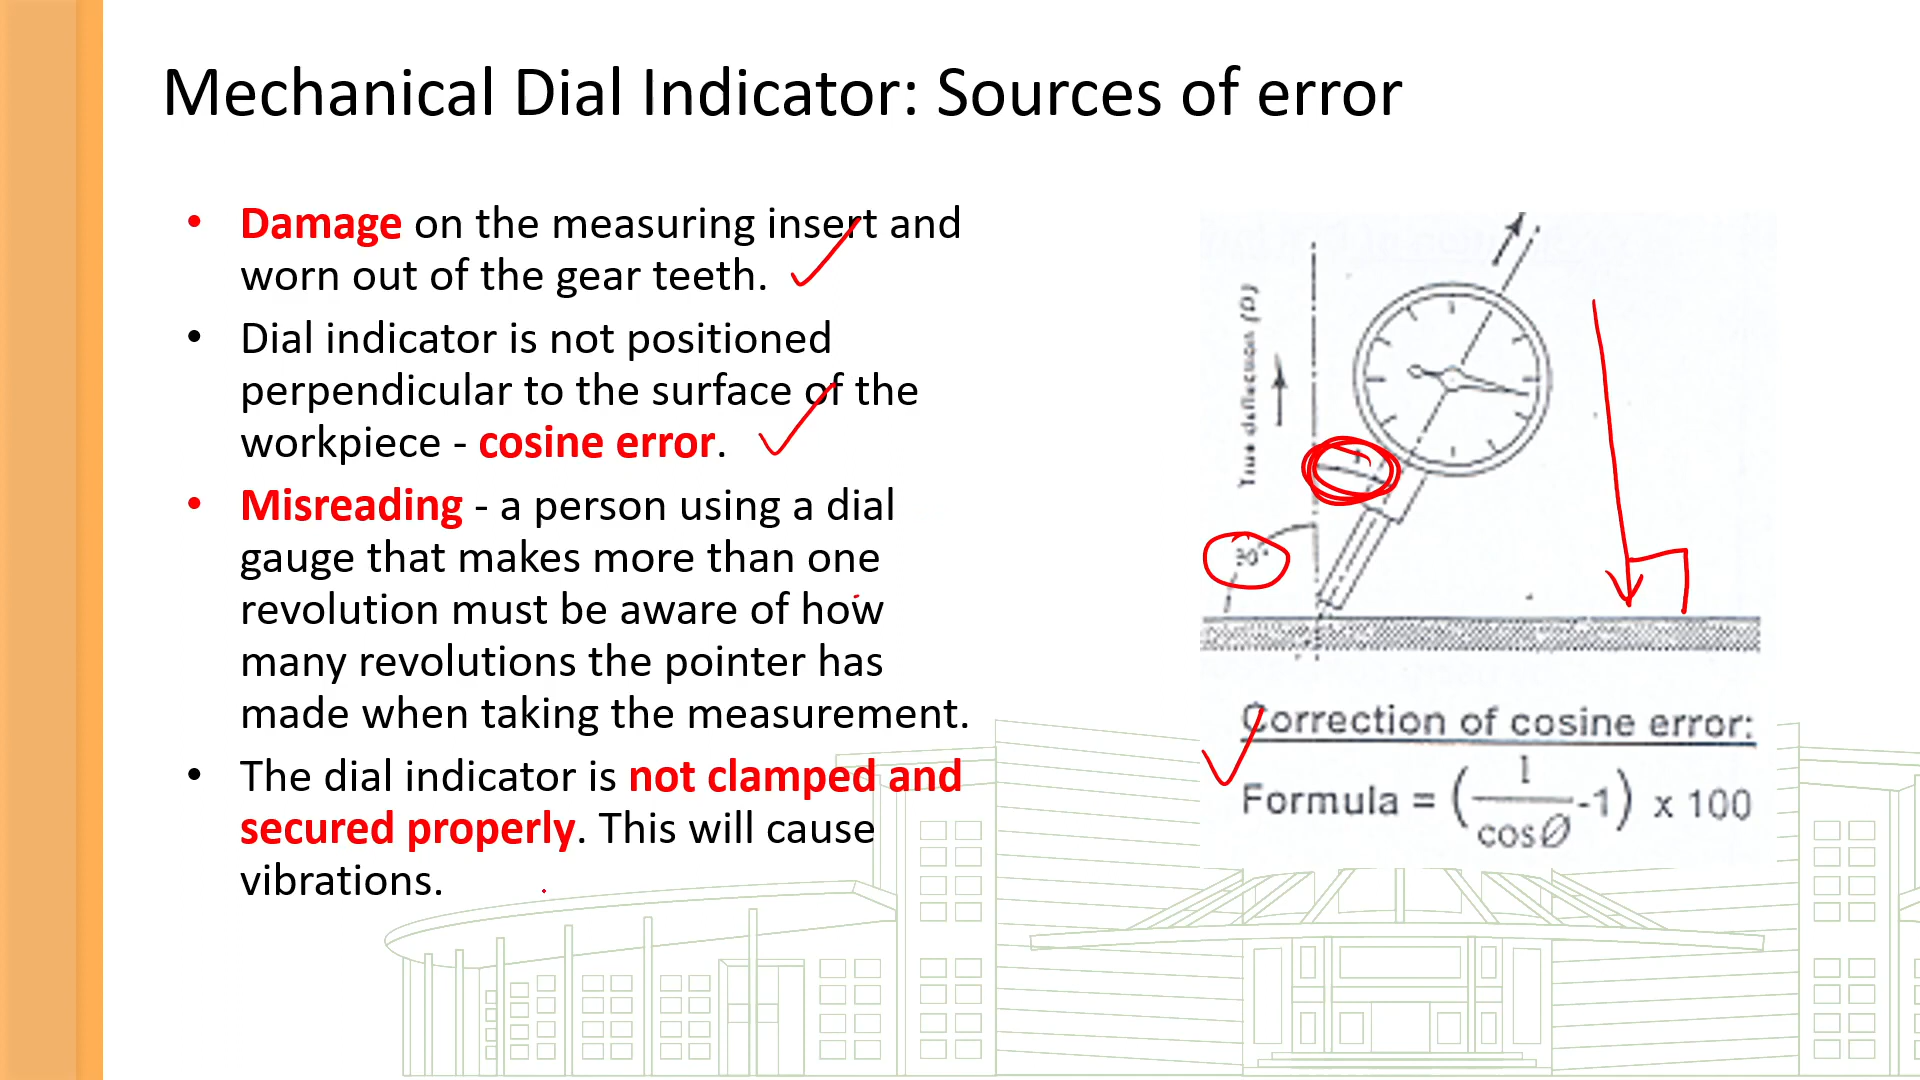 Mechanical Dial Indicator: Sources of error
• Damage on the measuring insert and
worn out of the gear teeth.
• Dial indicator is not positioned
perpendicular to the surface of the
workpiece - cosine error.
• Misreading - a person using a dial
gauge that makes more than one
revolution must be aware of how
many revolutions the pointer has
made when taking the measurement.
• The dial indicator is not clamped and
secured properly. This will cause
vibrations.
True deflection (D)
90°
Correction of cosine error:
Formula = (1/cosØ -1) x 100